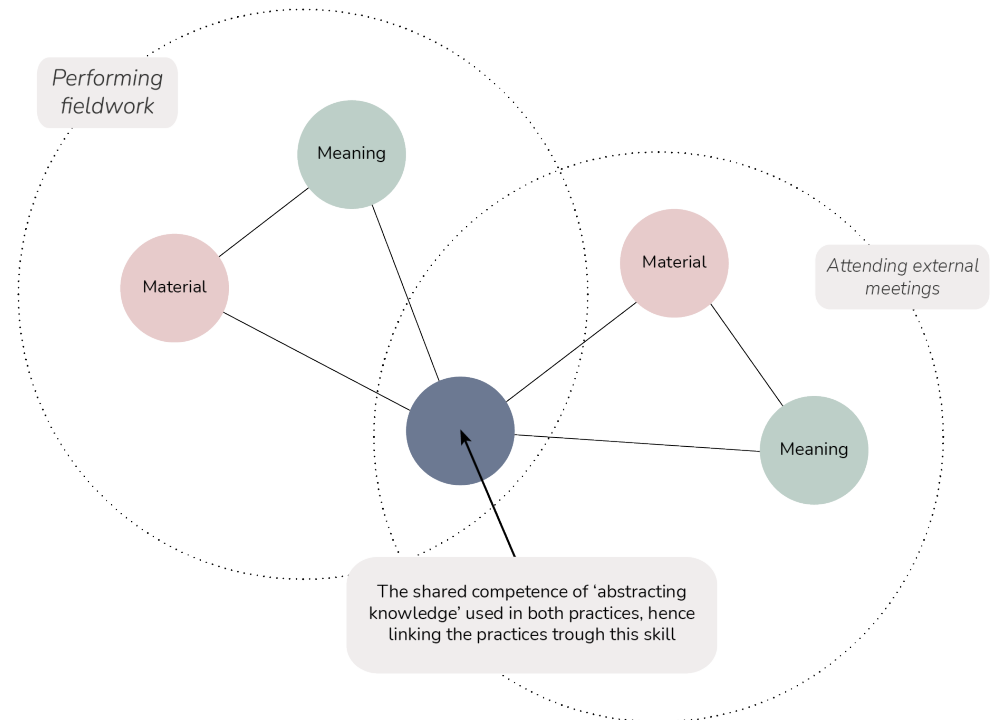 Performing
fieldwork
Meaning
Material
Material
Attending external
meetings
Meaning
The shared competence of ‘abstracting
knowledge’ used in both practices, hence
linking the practices trough this skill